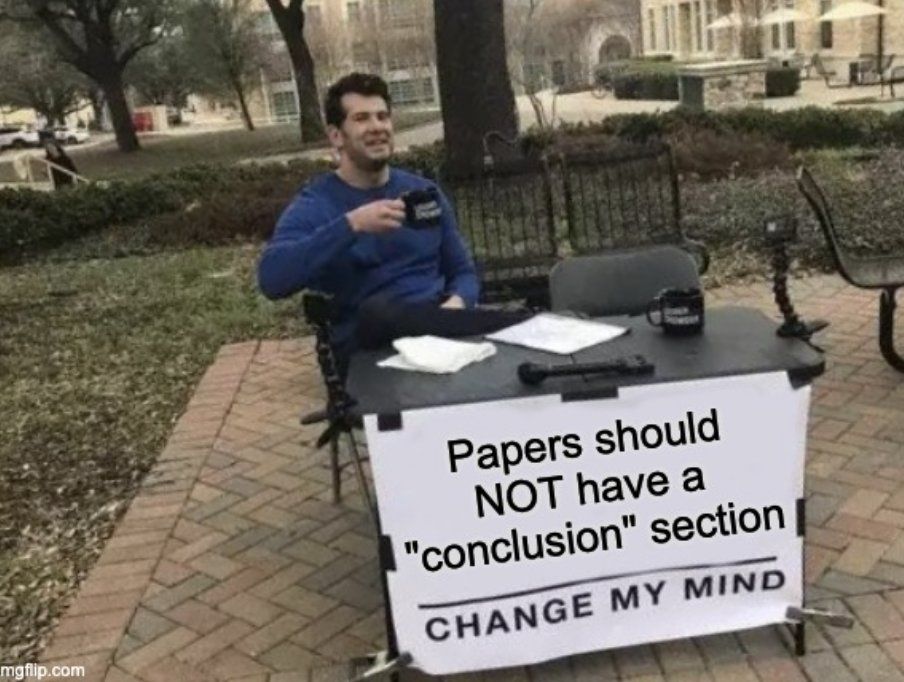 Papers should
NOT have a
"conclusion" section
CHANGE MY MIND
mgflip.com